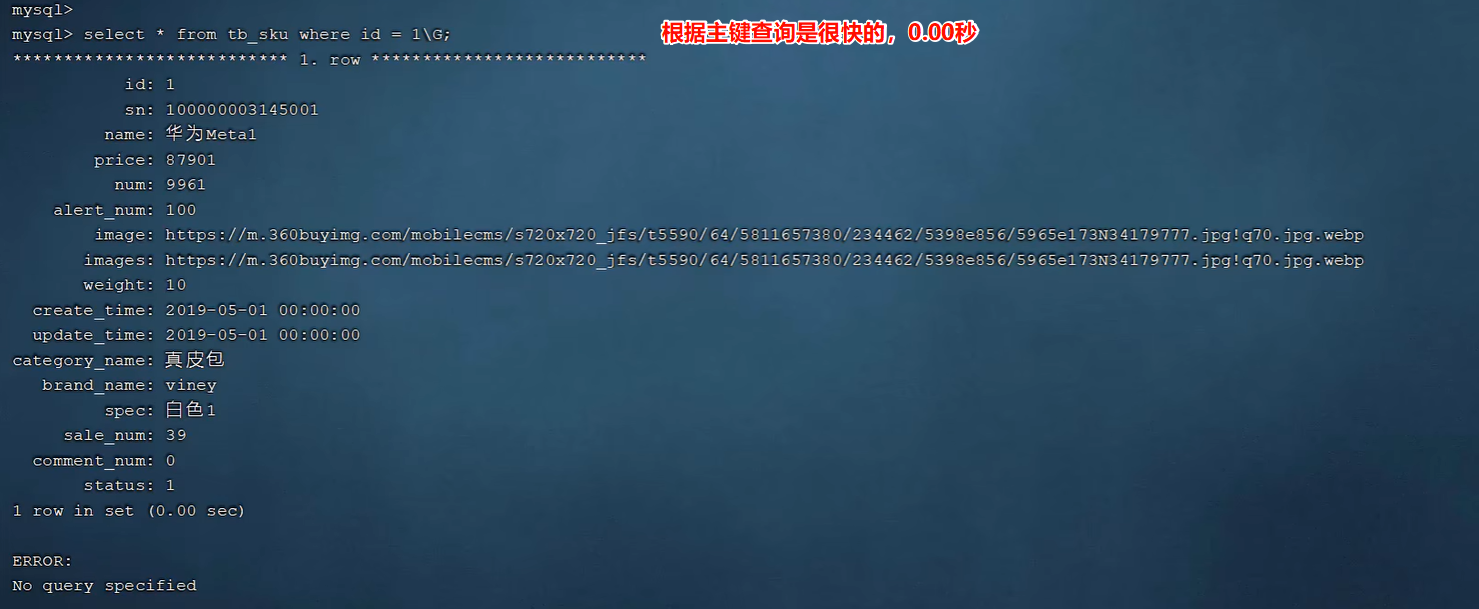 mysql>
mysql> select * from tb_sku where id = 1\G;
根据主键查询是很快的，0.00秒
*************************** 1. row ***************************
id: 1
sn: 100000003145001
name: 华为Meta1
price: 87901
num: 9961
alert_num: 100
image: https://m.360buyimg.com/mobilecms/s720x720_jfs/t5590/64/5811657380/234462/5398e856/5965e173N34179777.jpg!q70.jpg.webp
images: https://m.360buyimg.com/mobilecms/s720x720_jfs/t5590/64/5811657380/234462/5398e856/5965e173N34179777.jpg!q70.jpg.webp
weight: 10
create_time: 2019-05-01 00:00:00
update_time: 2019-05-01 00:00:00
category_name: 真皮包
brand_name: viney
spec: 白色1
sale_num: 39
comment_num: 0
status: 1
1 row in set (0.00 sec)
ERROR:
No query specified